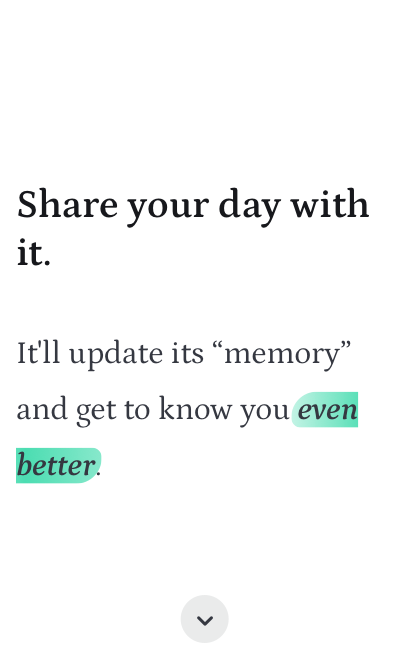 Share your day with
it.
It'll update its “memory”
and get to know you even
better.